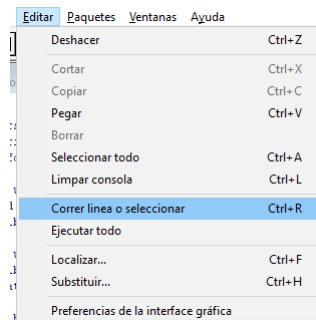 Editar Paquetes Ventanas Ayuda
Deshacer Ctrl+Z
Cortar Ctrl+X
Copiar Ctrl+C
Pegar Ctrl+V
Borrar
Seleccionar todo Ctrl+A
Limpar consola Ctrl+L
Correr linea o seleccionar Ctrl+R
Ejecutar todo
Localizar... Ctrl+F
Substituir... Ctrl+H
Preferencias de la interface gráfica